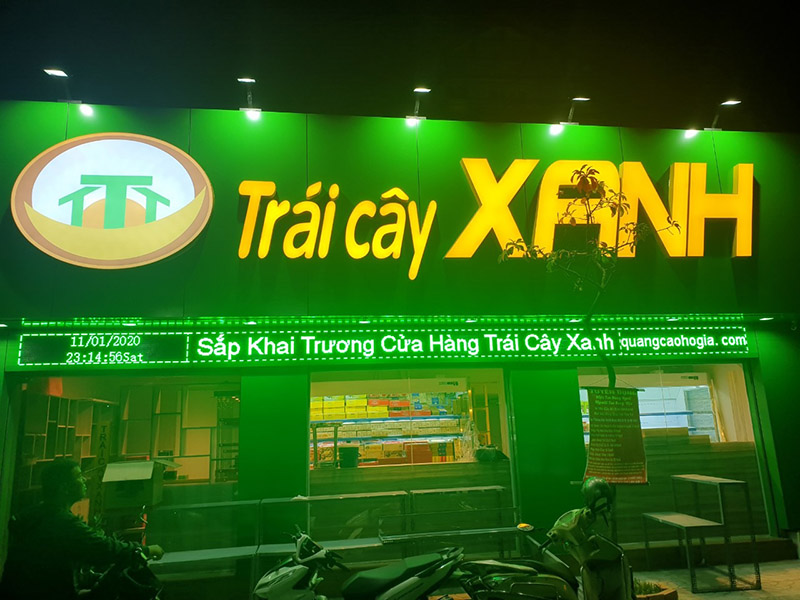 Trái cây XANH
11/01/2020
23:14:56Sat
Sắp Khai Trương Cửa Hàng Trái Cây Xanh quangcaohogia. com